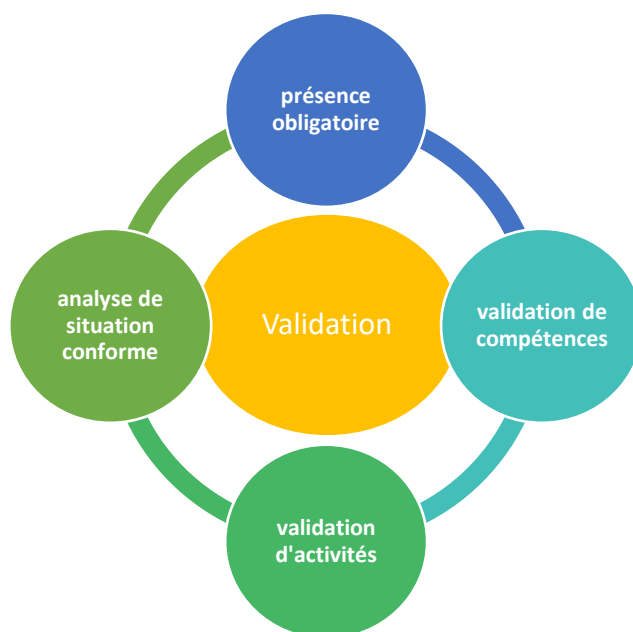 présence
obligatoire
analyse de
situation
conforme
Validation
validation de
compétences
validation
d'activités